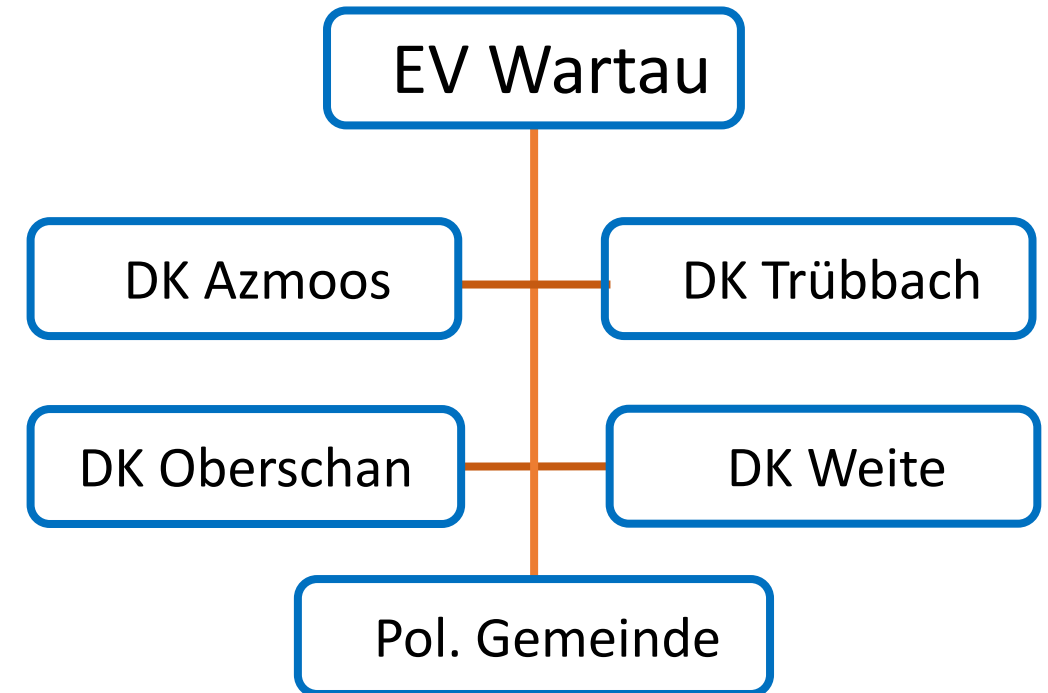 EV Wartau
DK Azmoos
DK Trübbach
DK Oberschan
DK Weite
Pol. Gemeinde